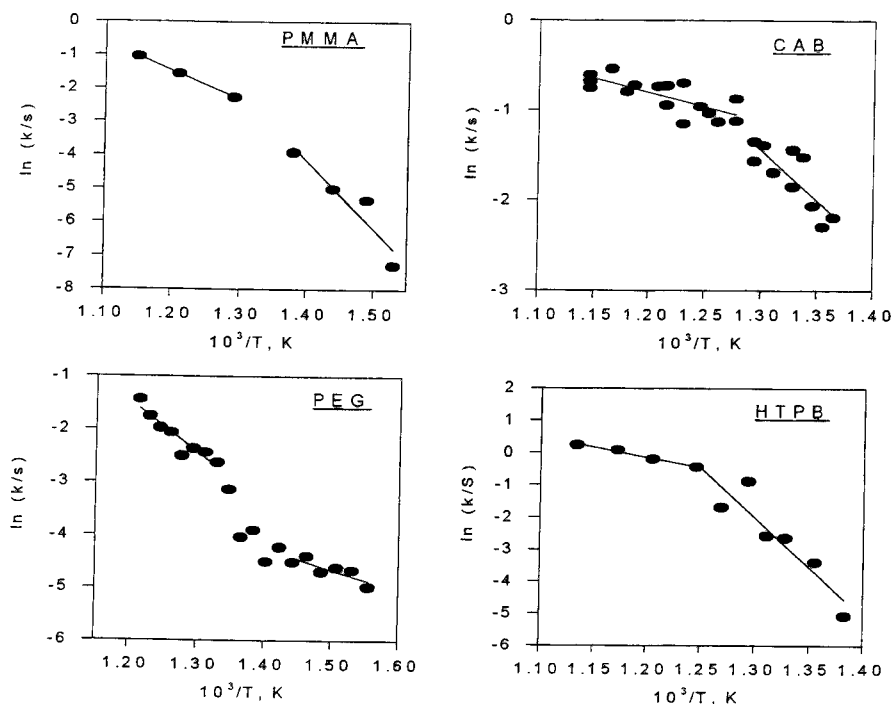 PMMA
0
-1
-2
-3
-4
-5
-6
-7
-8
ln (k/s)
1.10 1.20 1.30 1.40 1.50
10³/T, K
CAB
0
-1
-2
-3
ln (k/s)
1.10 1.15 1.20 1.25 1.30 1.35 1.40
10³/T, K
PEG
-1
-2
-3
-4
-5
-6
ln (k/s)
1.20 1.30 1.40 1.50 1.60
10³/T, K
HTPB
2
1
0
-1
-2
-3
-4
-5
-6
ln (k/S)
1.10 1.15 1.20 1.25 1.30 1.35 1.40
10³/T, K